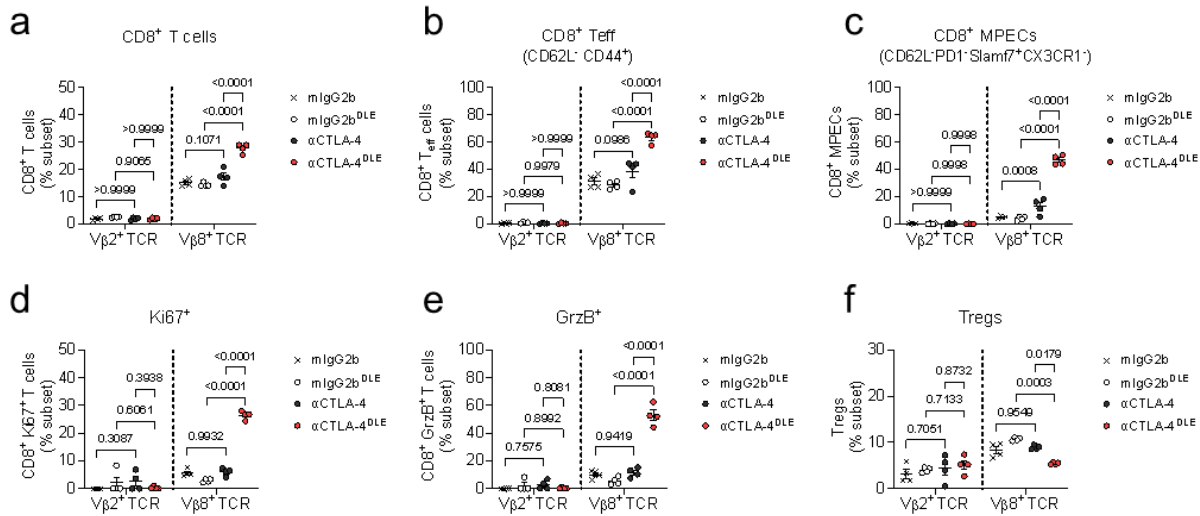 a
CD8⁺ T cells
CD8⁺ T cells
(% subset)
50
40
30
20
10
0
>0.9999
0.9065
>0.9999
<0.0001
<0.0001
0.1071
Vβ2⁺ TCR
Vβ8⁺ TCR
mIgG2b
mIgG2bᴰᴸᴱ
αCTLA-4
αCTLA-4ᴰᴸᴱ
b
CD8⁺ Teff
(CD62L⁻ CD44⁺)
CD8⁺ Teff
(% subset)
100
80
60
40
20
0
>0.9999
0.9979
>0.9999
<0.0001
<0.0001
0.0986
Vβ2⁺ TCR
Vβ8⁺ TCR
mIgG2b
mIgG2bᴰᴸᴱ
αCTLA-4
αCTLA-4ᴰᴸᴱ
c
CD8⁺ MPECs
(CD62L⁻PD1⁻Slamf7⁺CX3CR1⁻)
CD8⁺ MPECs
(% subset)
100
80
60
40
20
0
0.9998
0.9998
>0.9999
<0.0001
<0.0001
0.0008
Vβ2⁺ TCR
Vβ8⁺ TCR
mIgG2b
mIgG2bᴰᴸᴱ
αCTLA-4
αCTLA-4ᴰᴸᴱ
d
Ki67⁺
CD8⁺ Ki67⁺ T cells
(% subset)
50
40
30
20
10
0
0.3938
0.6061
0.3087
<0.0001
<0.0001
0.9932
Vβ2⁺ TCR
Vβ8⁺ TCR
mIgG2b
mIgG2bᴰᴸᴱ
αCTLA-4
αCTLA-4ᴰᴸᴱ
e
GrzB⁺
CD8⁺ GrzB⁺ T cells
(% subset)
100
80
60
40
20
0
0.8081
0.8992
0.7575
<0.0001
<0.0001
0.9419
Vβ2⁺ TCR
Vβ8⁺ TCR
mIgG2b
mIgG2bᴰᴸᴱ
αCTLA-4
αCTLA-4ᴰᴸᴱ
f
Tregs
Tregs
(% subset)
30
20
10
0
0.8732
0.7133
0.7051
0.0179
0.0003
0.9549
Vβ2⁺ TCR
Vβ8⁺ TCR
mIgG2b
mIgG2bᴰᴸᴱ
αCTLA-4
αCTLA-4ᴰᴸᴱ